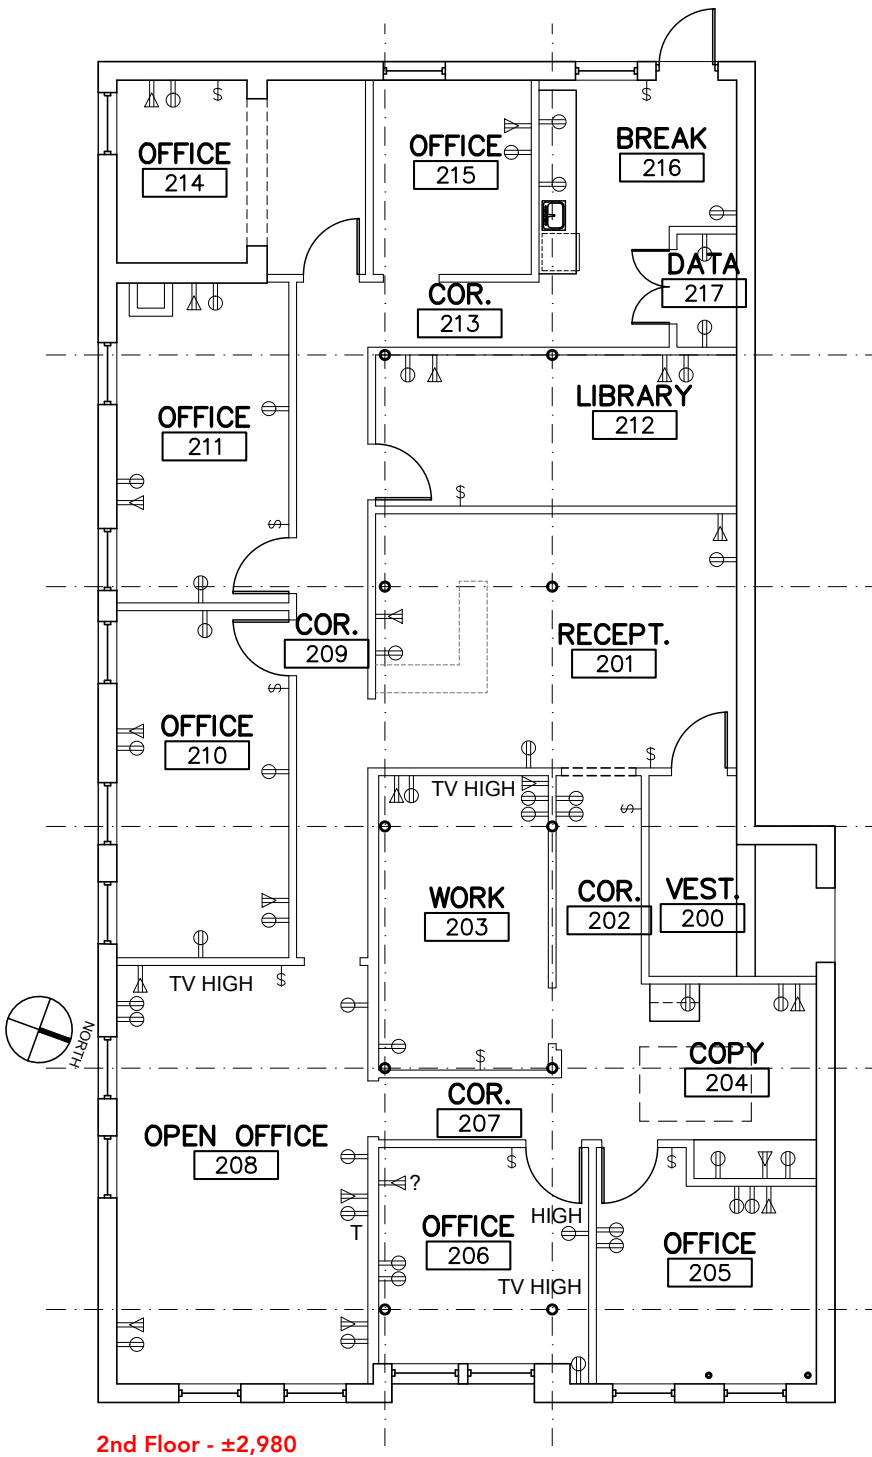 OFFICE
214
$
OFFICE
215
$
BREAK
216
DATA
217
COR.
213
OFFICE
211
$
LIBRARY
212
$
COR.
209
RECEPT.
201
OFFICE
210
$
$
TV HIGH
$
WORK
203
COR.
202
VEST.
200
TV HIGH
$
NORTH
$
COPY
204
COR.
207
OPEN OFFICE
208
$
$
?
T
OFFICE
206
HIGH
TV HIGH
OFFICE
205
2nd Floor - ±2,980